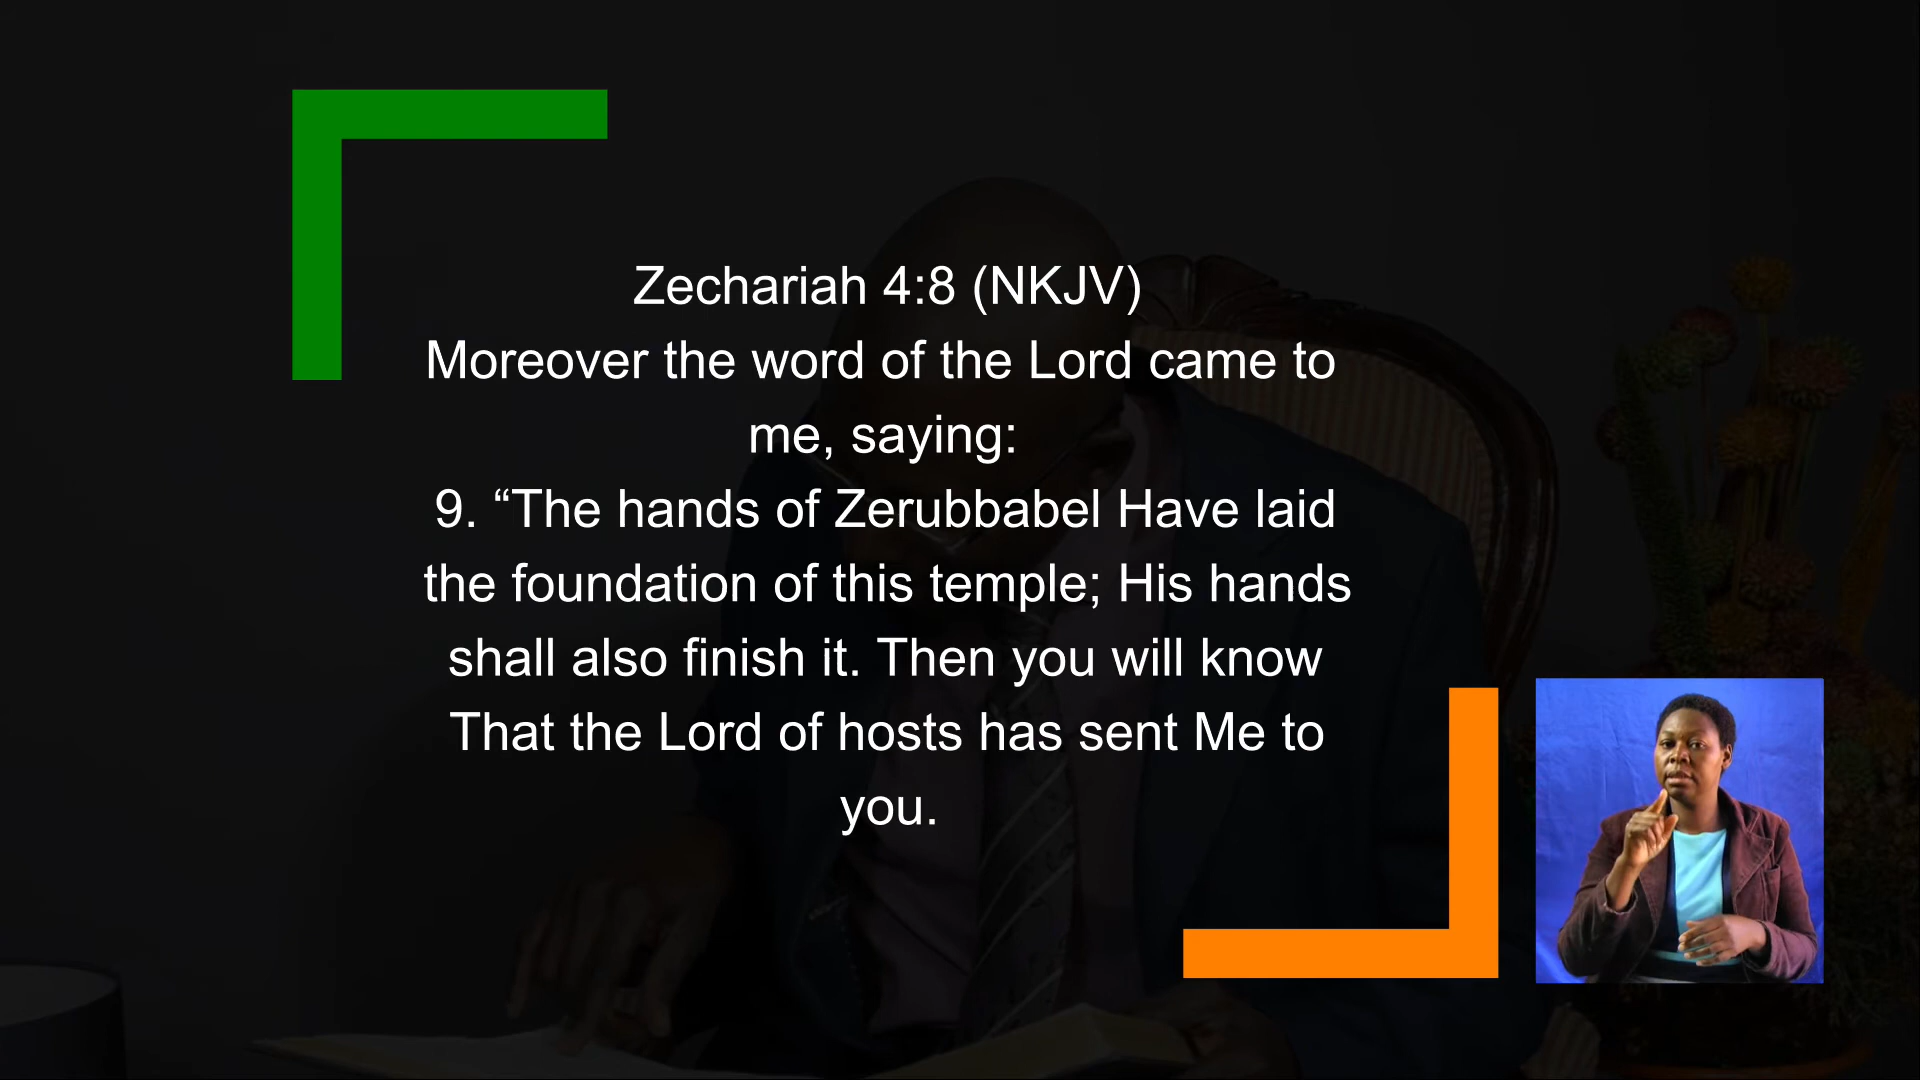 Zechariah 4:8 (NKJV)
Moreover the word of the Lord came to
me, saying:
9. “The hands of Zerubbabel Have laid
the foundation of this temple; His hands
shall also finish it. Then you will know
That the Lord of hosts has sent Me to
you.